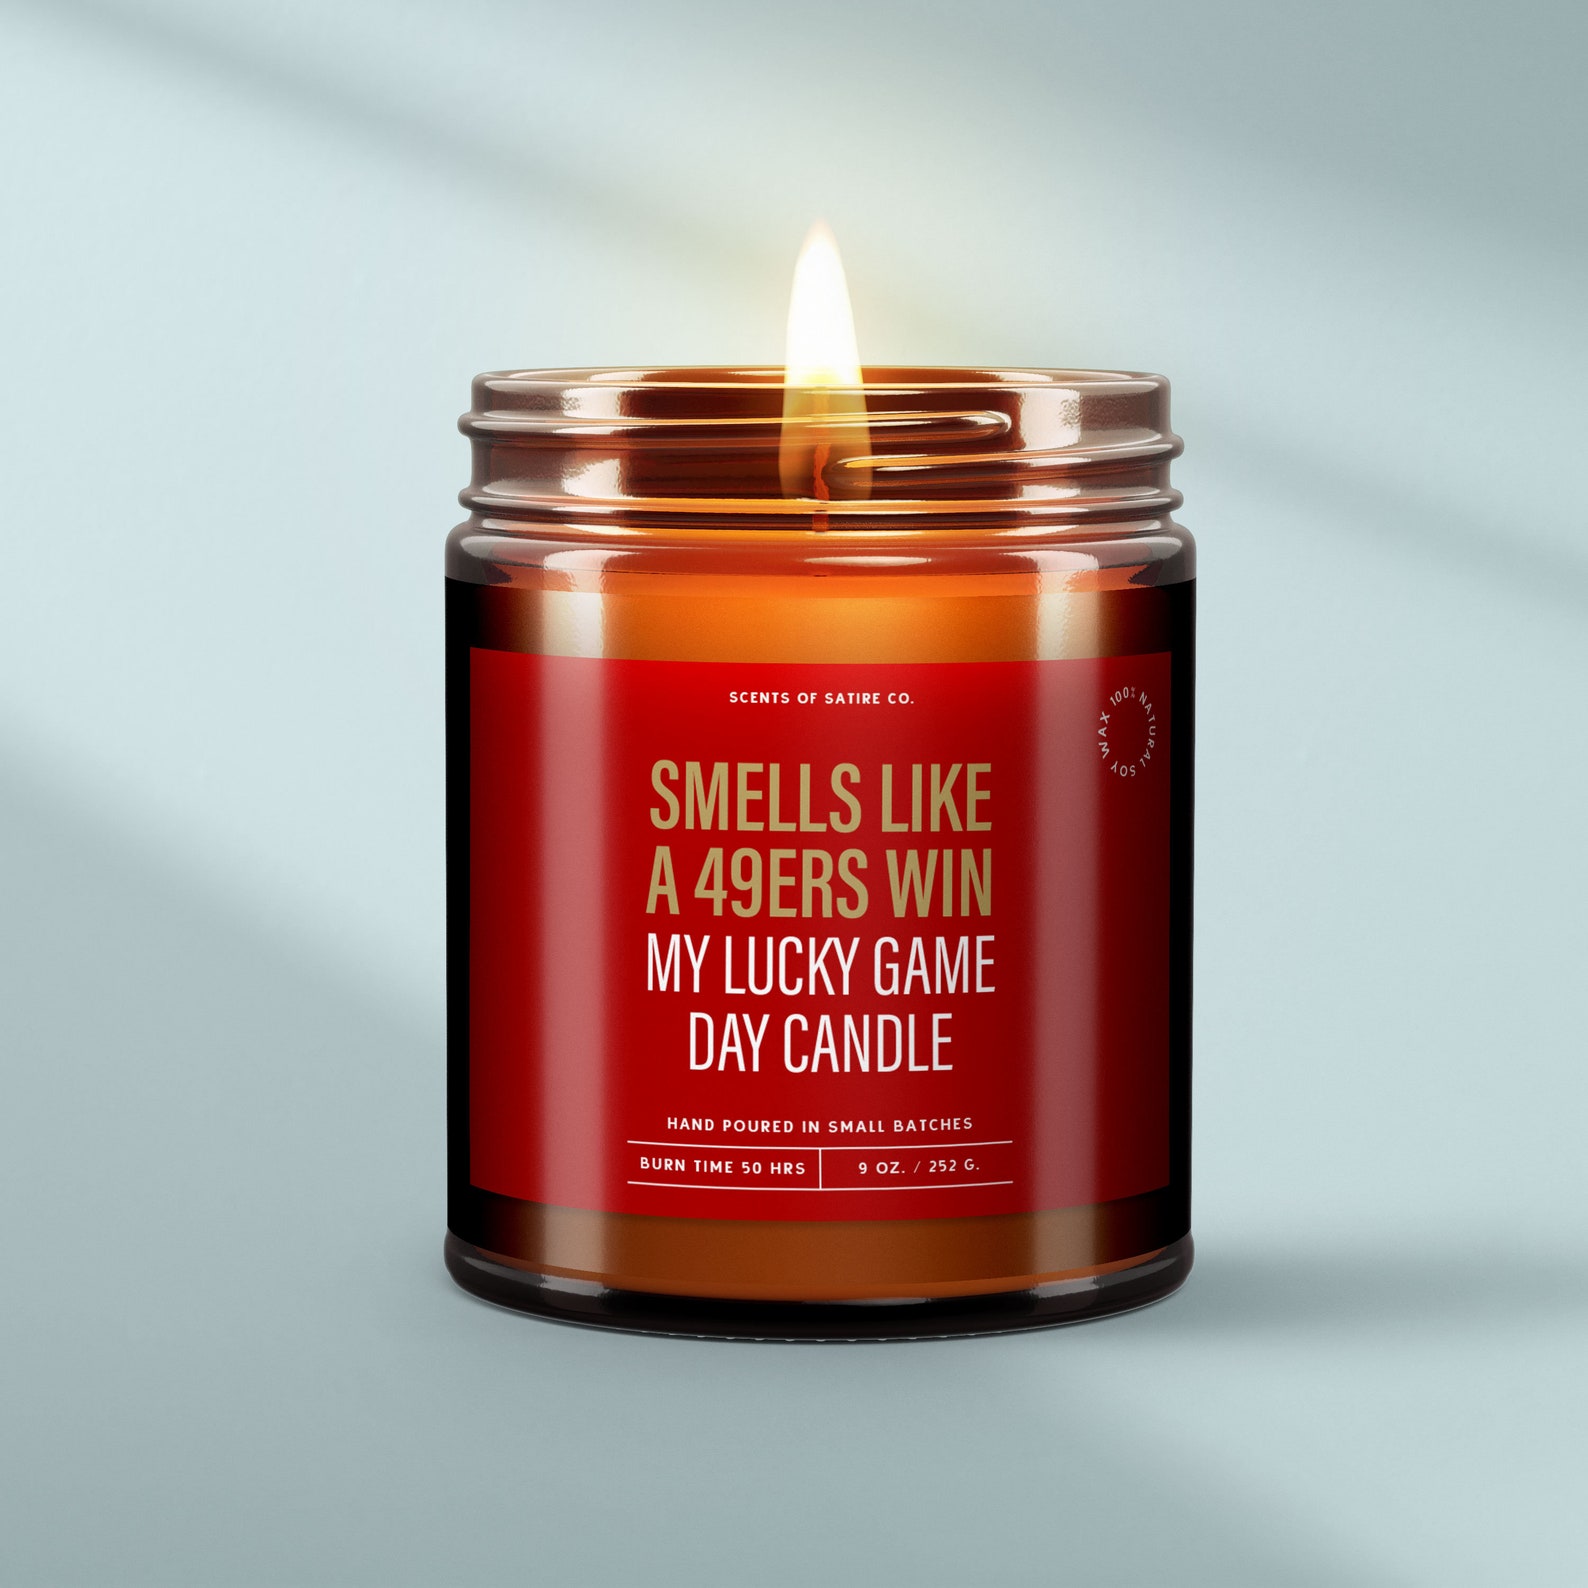 SCENTS OF SATIRE CO.
100% NATURAL SOY WAX
SMELLS LIKE
A 49ERS WIN
MY LUCKY GAME
DAY CANDLE
HAND POURED IN SMALL BATCHES
BURN TIME 50 HRS
9 OZ. / 252 G.